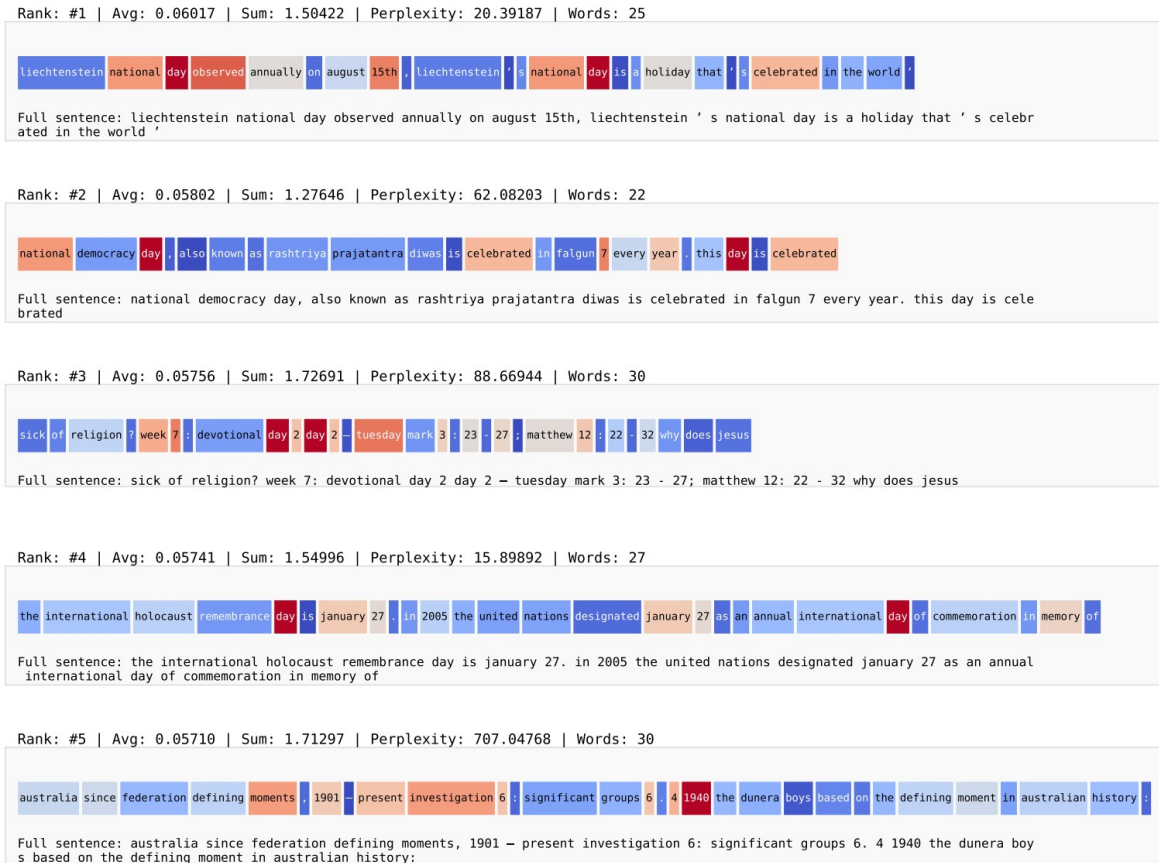 Rank: #1 | Avg: 0.06017 | Sum: 1.50422 | Perplexity: 20.39187 | Words: 25
liechtenstein national day observed annually on august 15th , liechtenstein ’ s national day is a holiday that ’ s celebrated in the world ’
Full sentence: liechtenstein national day observed annually on august 15th, liechtenstein ’ s national day is a holiday that ’ s celebr
ated in the world ’
Rank: #2 | Avg: 0.05802 | Sum: 1.27646 | Perplexity: 62.08203 | Words: 22
national democracy day , also known as rashtriya prajatantra diwas is celebrated in falgun 7 every year . this day is celebrated
Full sentence: national democracy day, also known as rashtriya prajatantra diwas is celebrated in falgun 7 every year. this day is cele
brated
Rank: #3 | Avg: 0.05756 | Sum: 1.72691 | Perplexity: 88.66944 | Words: 30
sick of religion ? week 7 : devotional day 2 day 2 – tuesday mark 3 : 23 - 27 ; matthew 12 : 22 - 32 why does jesus
Full sentence: sick of religion? week 7: devotional day 2 day 2 – tuesday mark 3: 23 - 27; matthew 12: 22 - 32 why does jesus
Rank: #4 | Avg: 0.05741 | Sum: 1.54996 | Perplexity: 15.89892 | Words: 27
the international holocaust remembrance day is january 27 . in 2005 the united nations designated january 27 as an annual international day of commemoration in memory of
Full sentence: the international holocaust remembrance day is january 27. in 2005 the united nations designated january 27 as an annual
international day of commemoration in memory of
Rank: #5 | Avg: 0.05710 | Sum: 1.71297 | Perplexity: 707.04768 | Words: 30
australia since federation defining moments , 1901 – present investigation 6 : significant groups 6 . 4 1940 the dunera boys based on the defining moment in australian history :
Full sentence: australia since federation defining moments, 1901 – present investigation 6: significant groups 6. 4 1940 the dunera boy
s based on the defining moment in australian history: